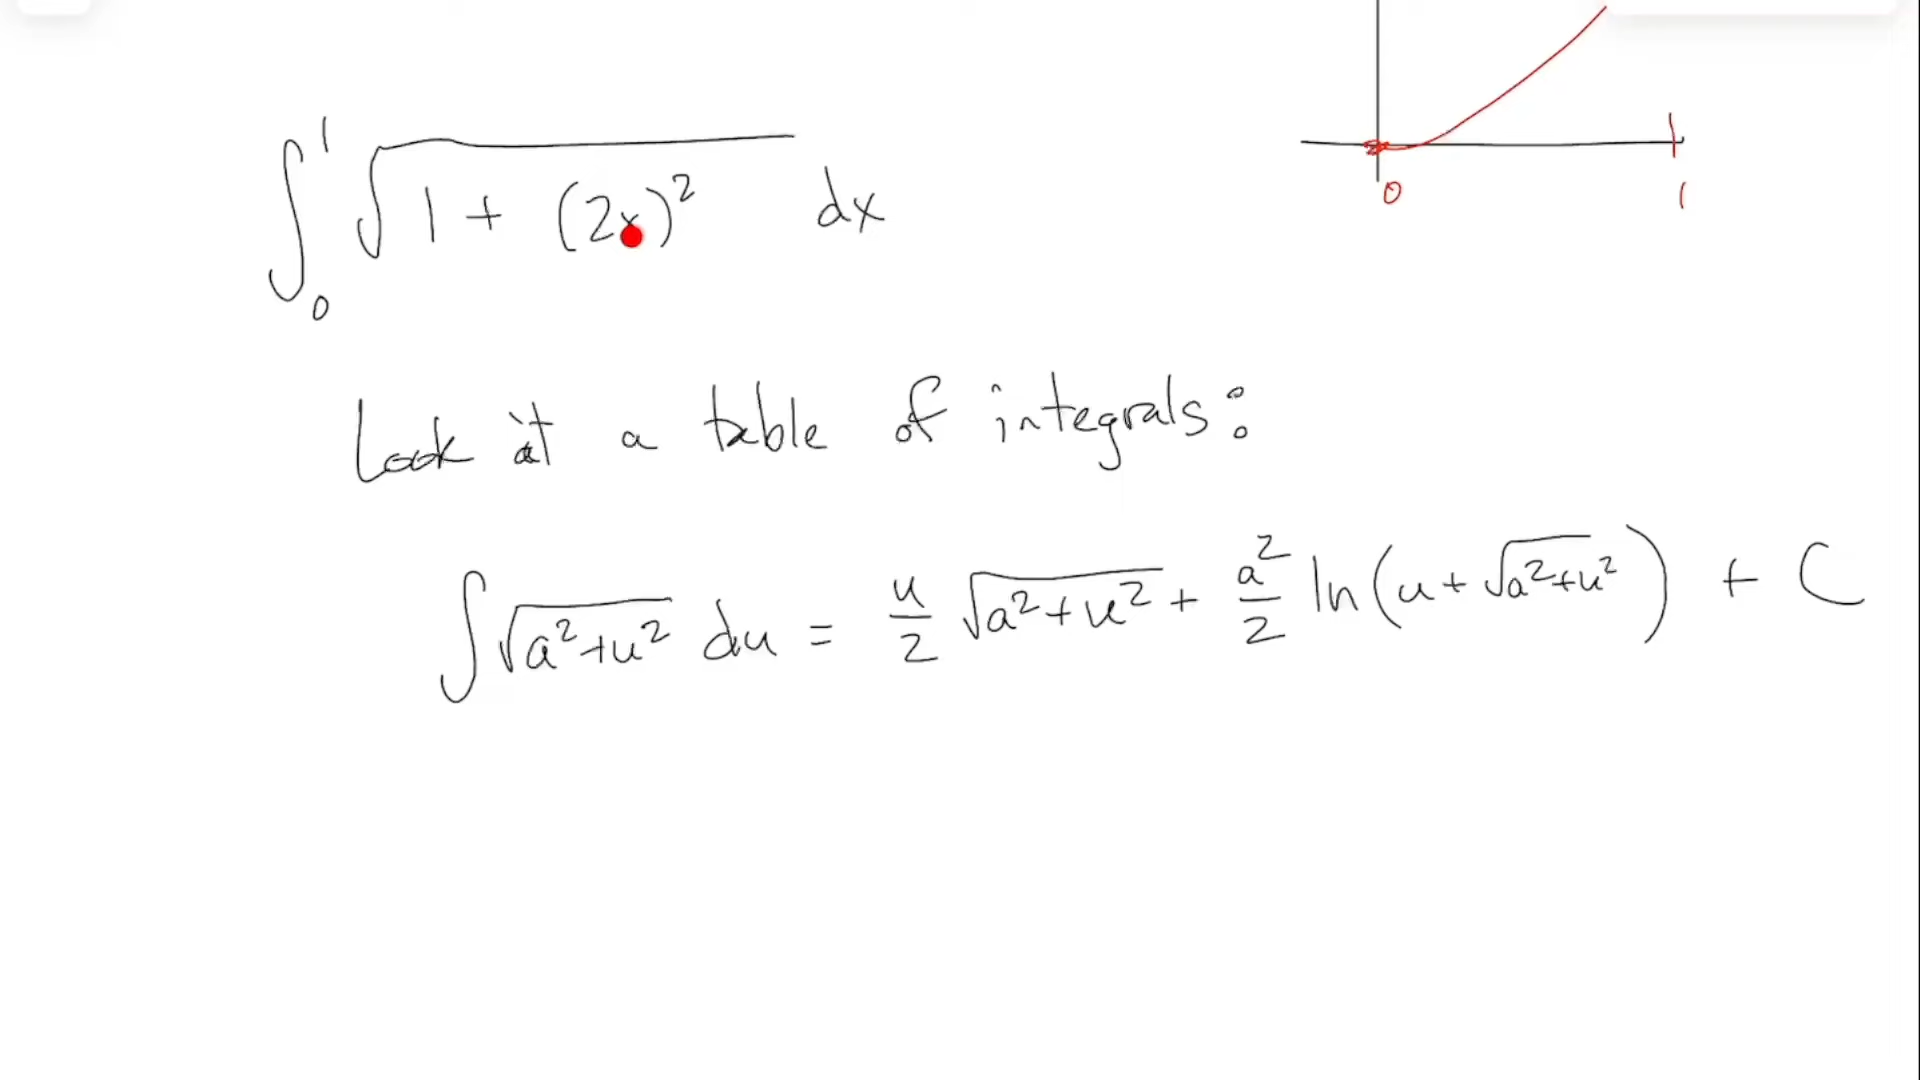 ∫₀¹ √(1 + (2x)²) dx
0 1
Look at a table of integrals:
∫√(a²+u²) du = u/2 √(a²+u²) + a²/2 ln(u+√(a²+u²)) + C